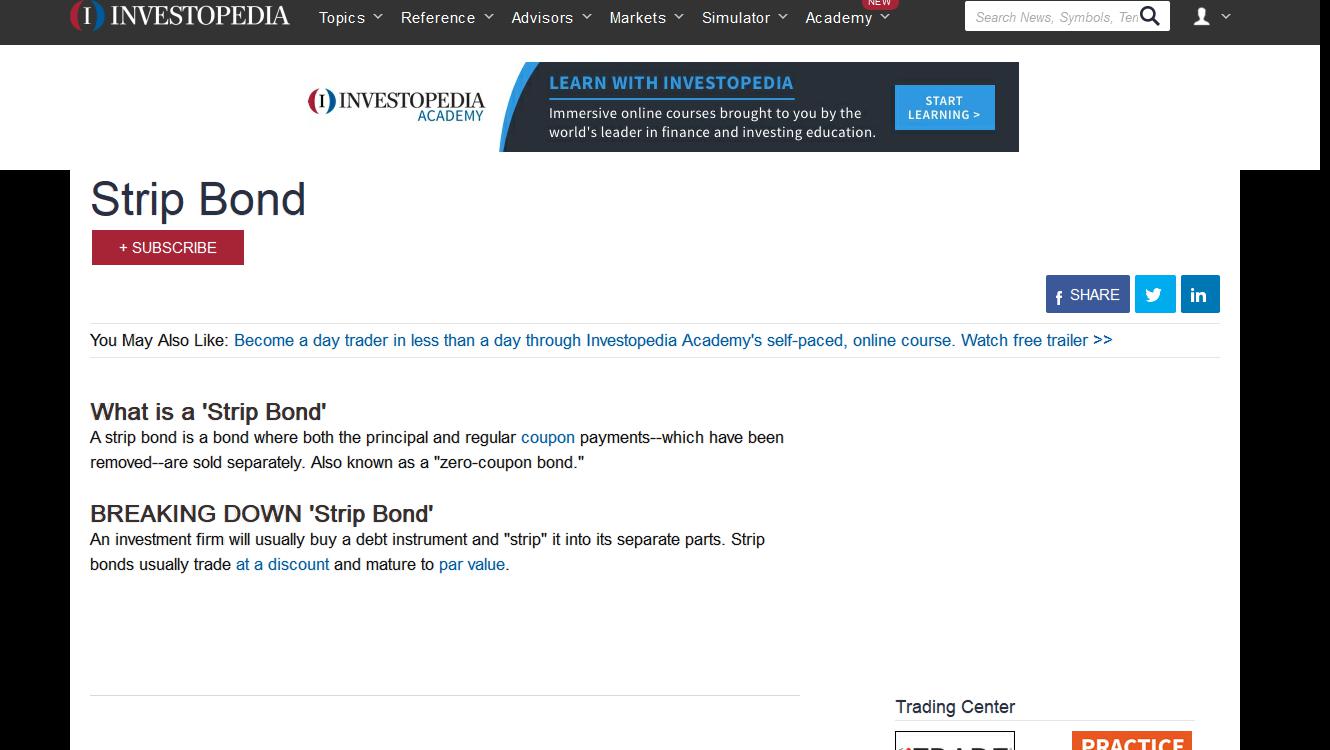 INVESTOPEDIA Topics Reference Advisors Markets Simulator Academy NEW Search News, Symbols, Ter
INVESTOPEDIA
ACADEMY
LEARN WITH INVESTOPEDIA
Immersive online courses brought to you by the
world's leader in finance and investing education.
START
LEARNING >
Strip Bond
+ SUBSCRIBE
f SHARE in
You May Also Like: Become a day trader in less than a day through Investopedia Academy's self-paced, online course. Watch free trailer >>
What is a 'Strip Bond'
A strip bond is a bond where both the principal and regular coupon payments--which have been
removed--are sold separately. Also known as a "zero-coupon bond."
BREAKING DOWN 'Strip Bond'
An investment firm will usually buy a debt instrument and "strip" it into its separate parts. Strip
bonds usually trade at a discount and mature to par value.
Trading Center
PRACTICE